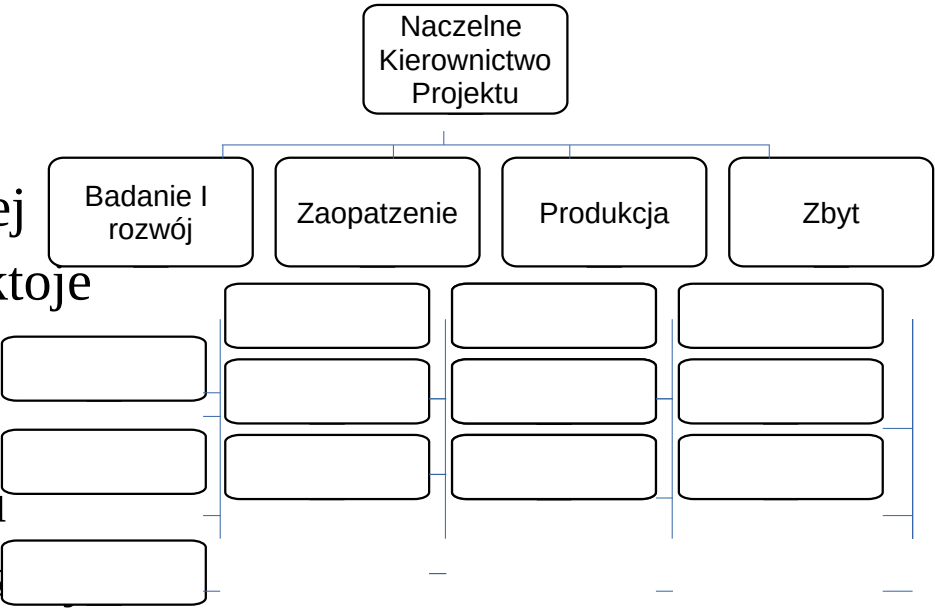 Naczelne
Kierownictwo
Projektu
Badanie I
rozwój
Zaopatzenie
Produkcja
Zbyt
ej
ktoje